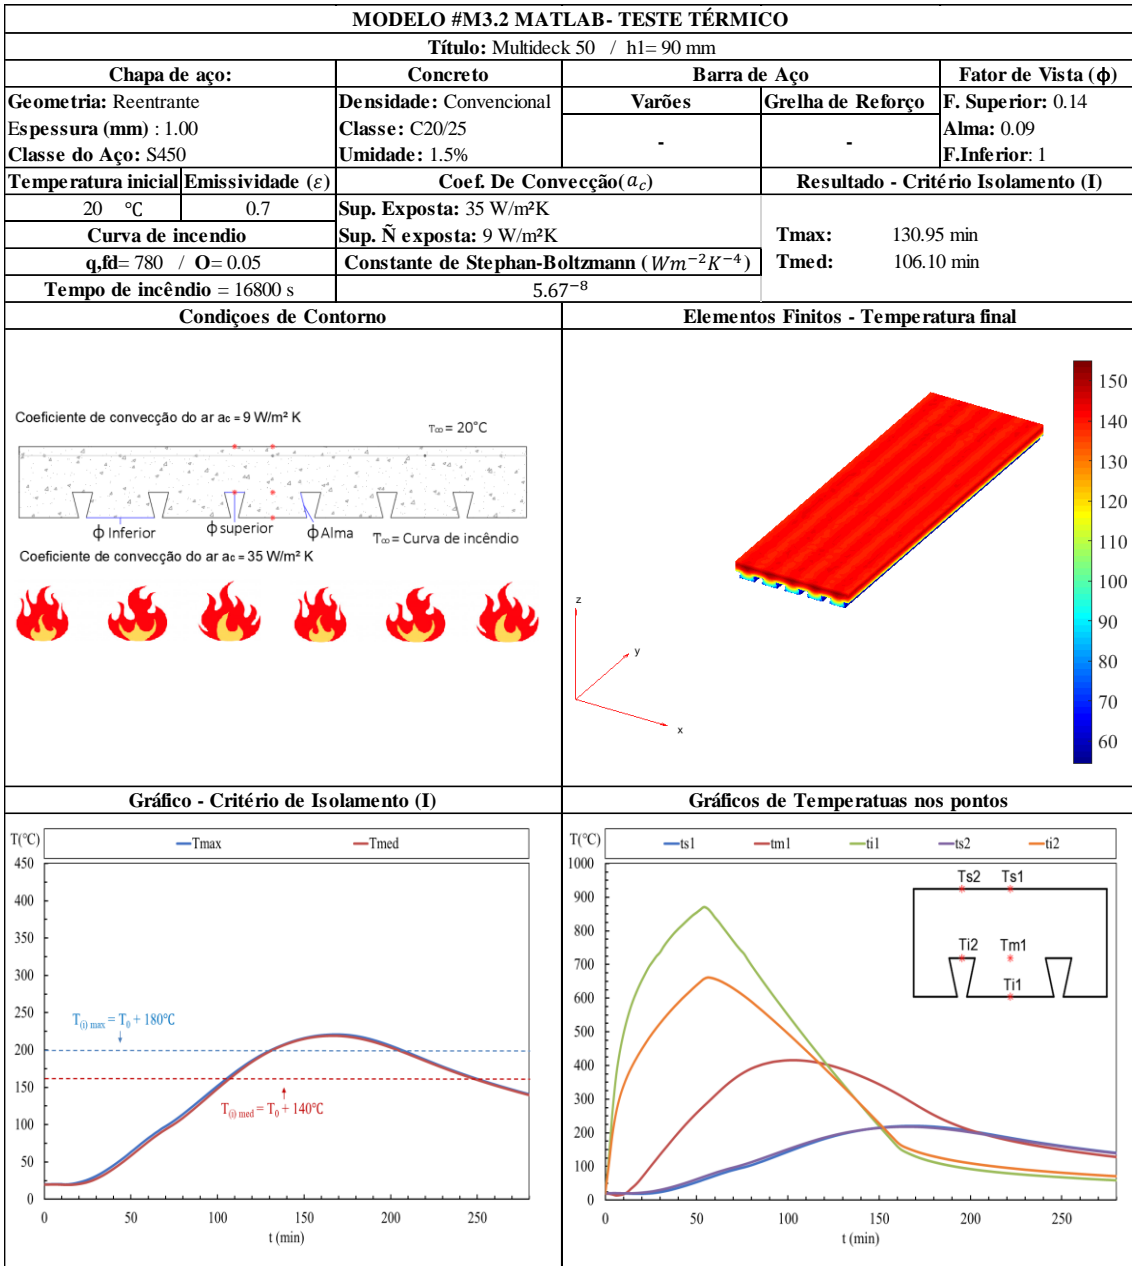 MODELO #M3.2 MATLAB- TESTE TÉRMICO
Título: Multideck 50 / h1= 90 mm
Chapa de aço:
Concreto
Barra de Aço
Fator de Vista (ϕ)
Geometria: Reentrante
Espessura (mm) : 1.00
Classe do Aço: S450
Densidade: Convencional
Classe: C20/25
Umidade: 1.5%
Varões
Grelha de Reforço
-
-
F. Superior: 0.14
Alma: 0.09
F.Inferior: 1
Temperatura inicial
Emissividade (ε)
Coef. De Convecção(a_c)
Resultado - Critério Isolamento (I)
20 °C
0.7
Sup. Exposta: 35 W/m²K
Sup. Ñ exposta: 9 W/m²K
Curva de incendio
q,fd= 780 / O= 0.05
Tempo de incêndio = 16800 s
Constante de Stephan-Boltzmann (Wm⁻²K⁻⁴)
5.67⁻⁸
Tmax: 130.95 min
Tmed: 106.10 min
Condiçoes de Contorno
Elementos Finitos - Temperatura final
Coeficiente de convecção do ar ac = 9 W/m² K
T∞ = 20°C
ϕ Inferior
ϕ superior
ϕ Alma
T∞ = Curva de incêndio
Coeficiente de convecção do ar ac = 35 W/m² K
z
y
x
150
140
130
120
110
100
90
80
70
60
Gráfico - Critério de Isolamento (I)
Gráficos de Temperatuas nos pontos
T(°C)
Tmax
Tmed
450
400
350
300
250
200
150
100
50
0
T(i) max = T0 + 180°C
T(i) med = T0 + 140°C
0 50 100 150 200 250
t (min)
T(°C)
ts1
tm1
ti1
ts2
ti2
1000
900
800
700
600
500
400
300
200
100
0
Ts2 Ts1
Ti2 Tm1
Ti1
0 50 100 150 200 250
t (min)